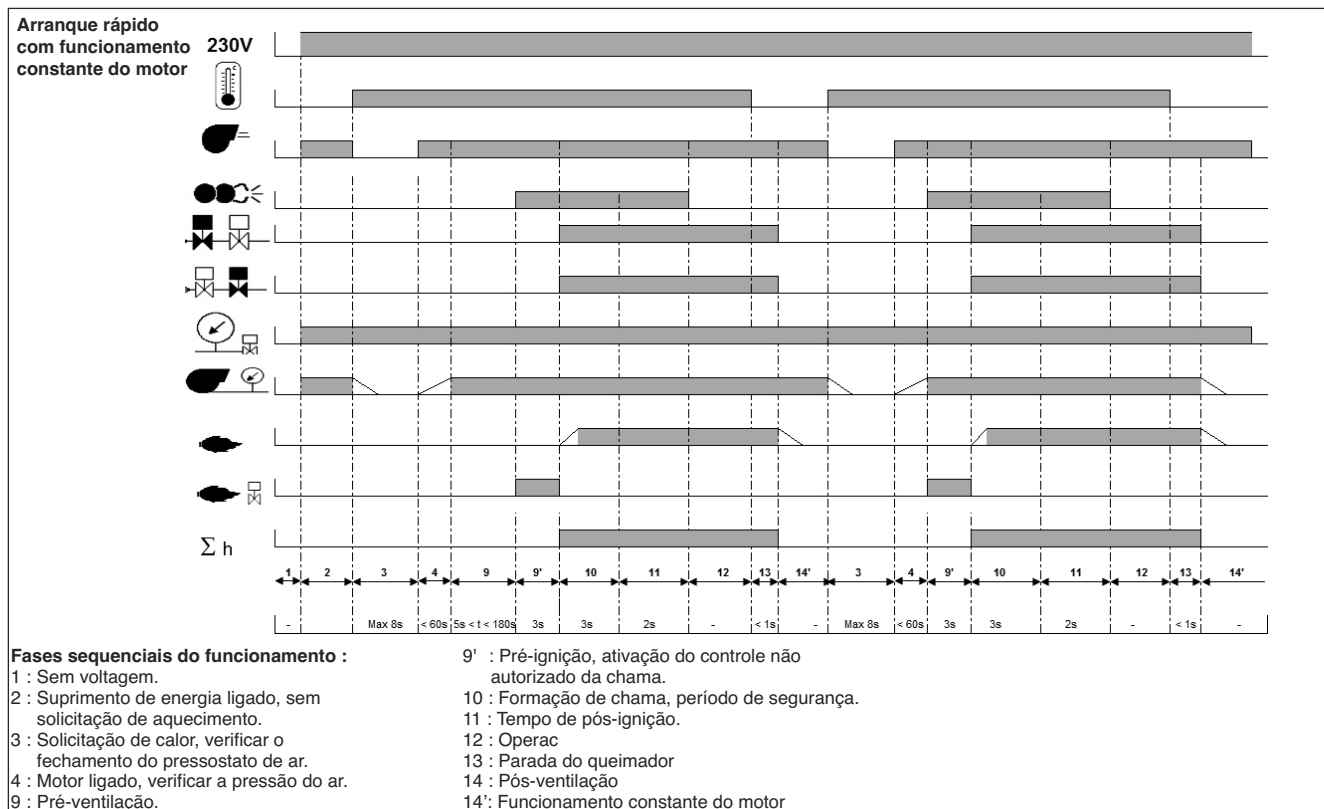 Arranque rápido
com funcionamento 230V
constante do motor
°C
Σ h
1 2 3 4 9 9' 10 11 12 13 14' 3 4 9' 10 11 12 13 14'
- Max 8s < 60s 5s < t < 180s 3s 3s 2s - < 1s - Max 8s < 60s 3s 3s 2s - < 1s -
Fases sequenciais do funcionamento :
1 : Sem voltagem.
2 : Suprimento de energia ligado, sem
solicitação de aquecimento.
3 : Solicitação de calor, verificar o
fechamento do pressostato de ar.
4 : Motor ligado, verificar a pressão do ar.
9 : Pré-ventilação.
9' : Pré-ignição, ativação do controle não
autorizado da chama.
10 : Formação de chama, período de segurança.
11 : Tempo de pós-ignição.
12 : Operac
13 : Parada do queimador
14 : Pós-ventilação
14': Funcionamento constante do motor